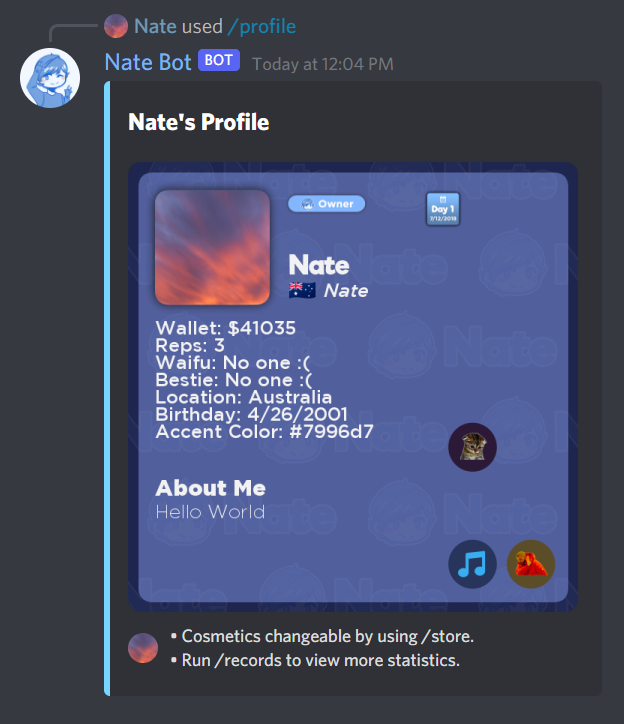 Nate used /profile
Nate Bot BOT Today at 12:04 PM
Nate's Profile
Owner
Day 1
7/12/2018
Nate
Nate
Wallet: $41035
Reps: 3
Waifu: No one :(
Bestie: No one :(
Location: Australia
Birthday: 4/26/2001
Accent Color: #7996d7
About Me
Hello World
• Cosmetics changeable by using /store.
• Run /records to view more statistics.